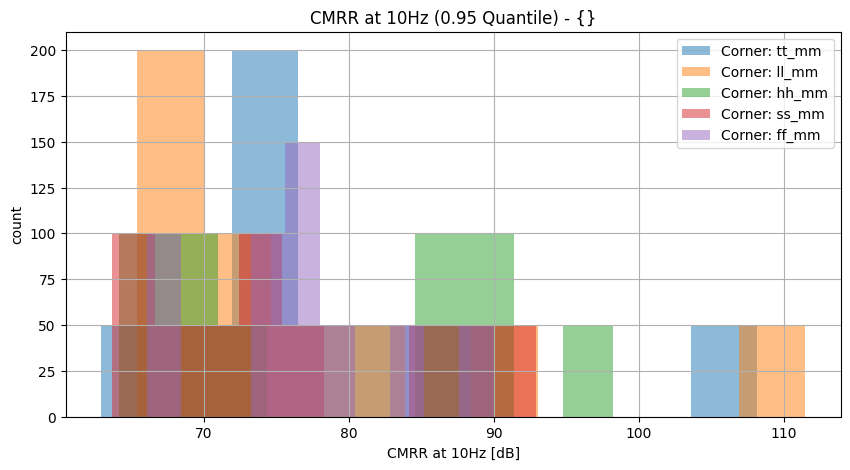 CMRR at 10Hz (0.95 Quantile) - {}
200
175
150
125
100
75
50
25
0
count
70
80
90
100
110
CMRR at 10Hz [dB]
Corner: tt_mm
Corner: ll_mm
Corner: hh_mm
Corner: ss_mm
Corner: ff_mm